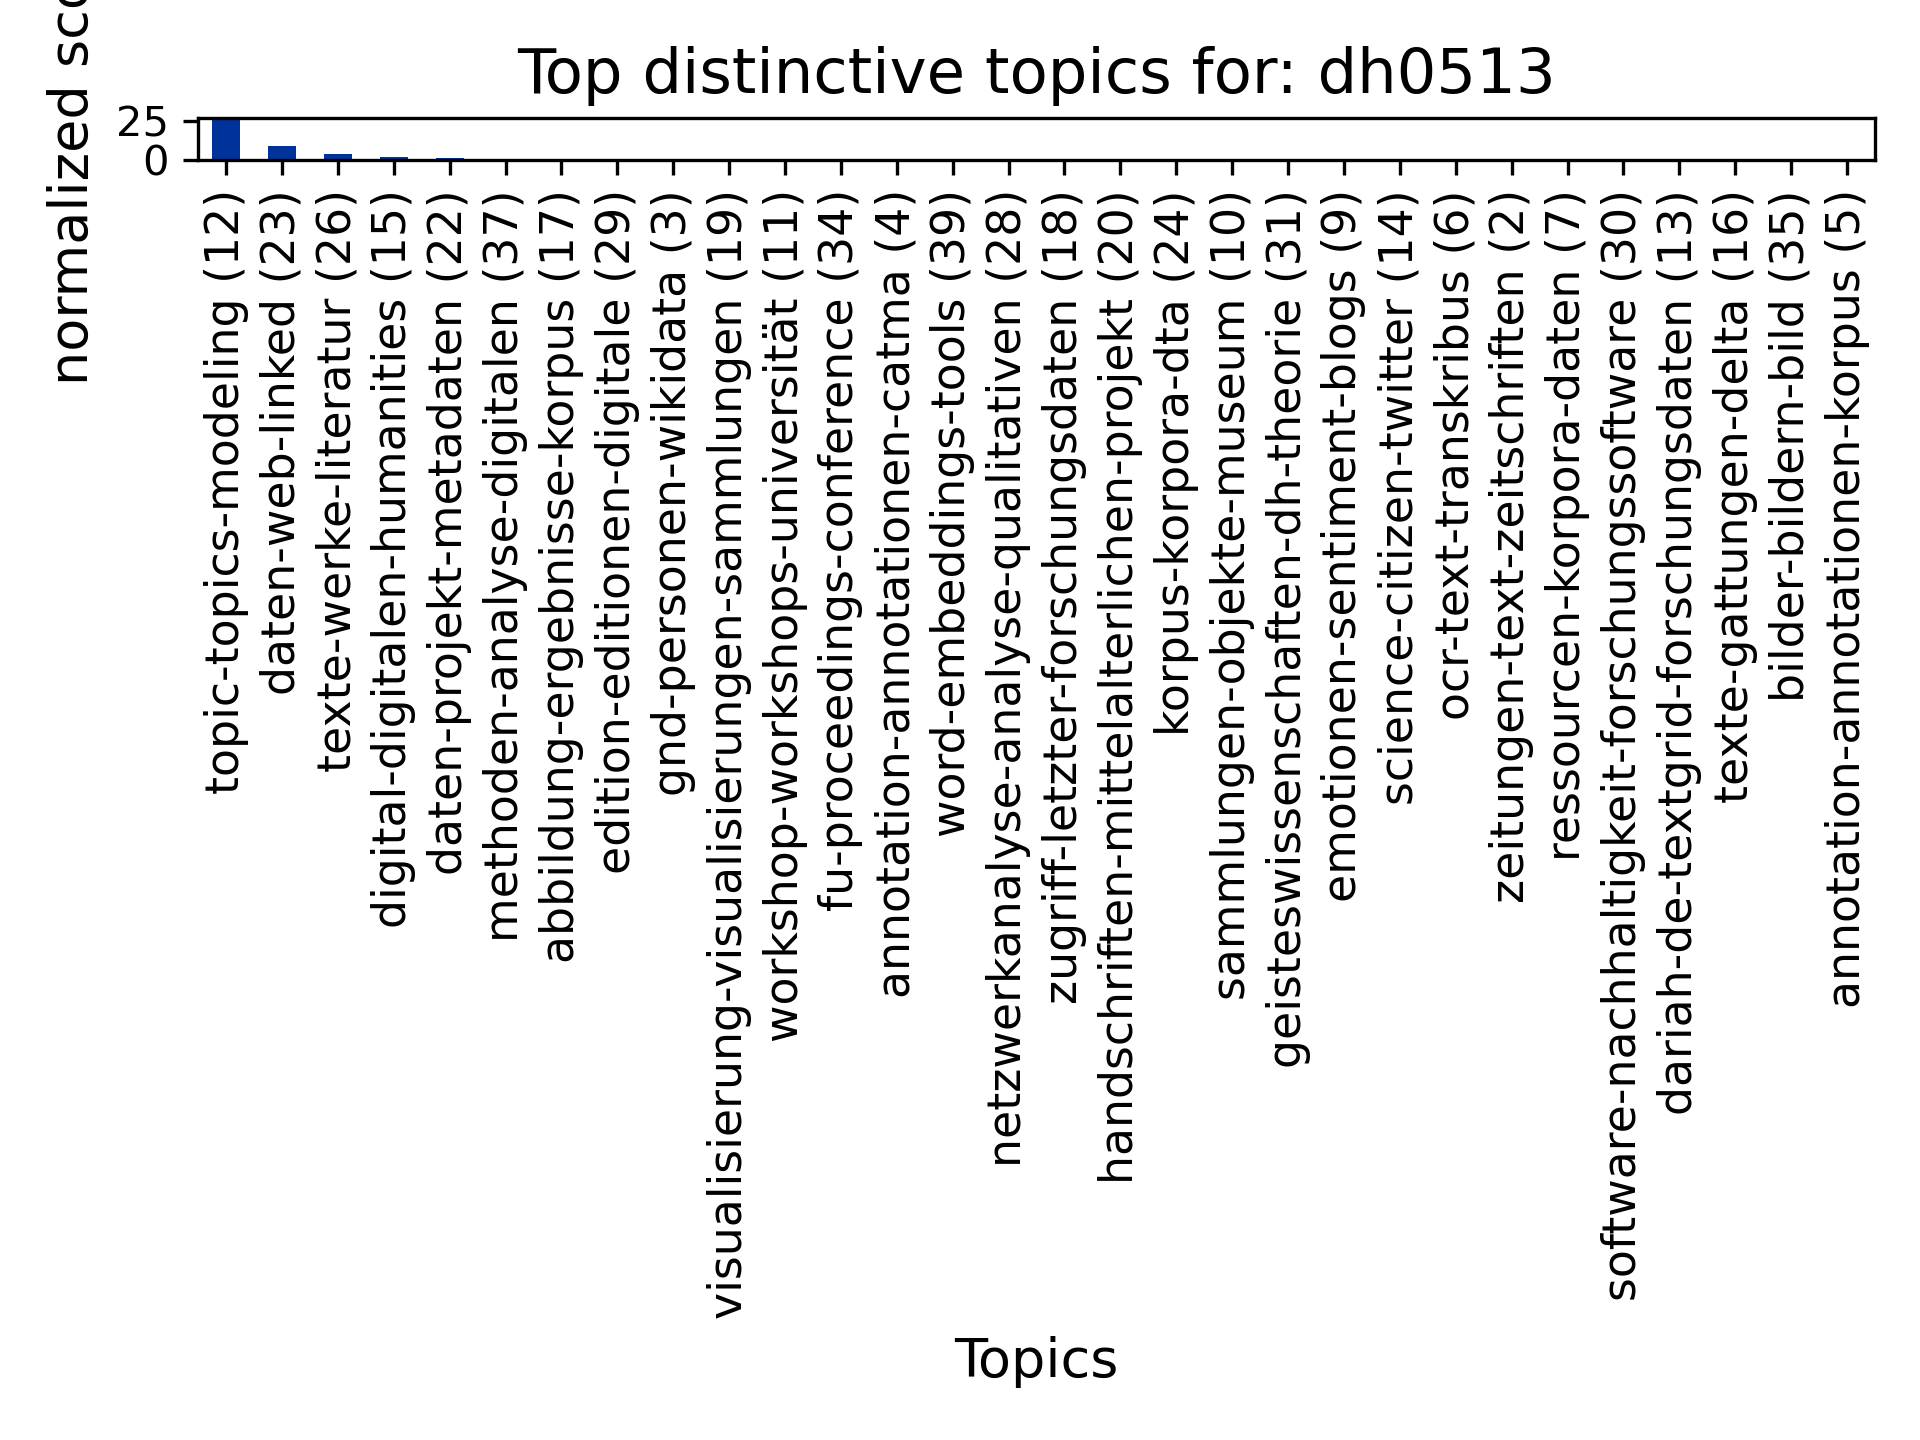 Top distinctive topics for: dh0513
normalized
25
0
topic-topics-modeling (12)
daten-web-linked (23)
texte-werke-literatur (26)
digital-digitalen-humanities (15)
daten-projekt-metadaten (22)
methoden-analyse-digitalen (37)
abbildung-ergebnisse-korpus (17)
edition-editionen-digitale (29)
gnd-personen-wikidata (3)
visualisierung-visualisierungen-sammlungen (19)
workshop-workshops-universität (11)
fu-proceedings-conference (34)
annotation-annotationen-catma (4)
word-embeddings-tools (39)
netzwerkanalyse-analyse-qualitativen (28)
zugriff-letzter-forschungsdaten (18)
handschriften-mittelalterlichen-projekt (20)
korpus-korpora-dta (24)
sammlungen-objekte-museum (10)
geisteswissenschaften-dh-theorie (31)
emotionen-sentiment-blogs (9)
science-citizen-twitter (14)
ocr-text-transkribus (6)
zeitungen-text-zeitschriften (2)
ressourcen-korpora-daten (7)
software-nachhaltigkeit-forschungssoftware (30)
dariah-de-textgrid-forschungsdaten (13)
texte-gattungen-delta (16)
bilder-bildern-bild (35)
annotation-annotationen-korpus (5)
Topics